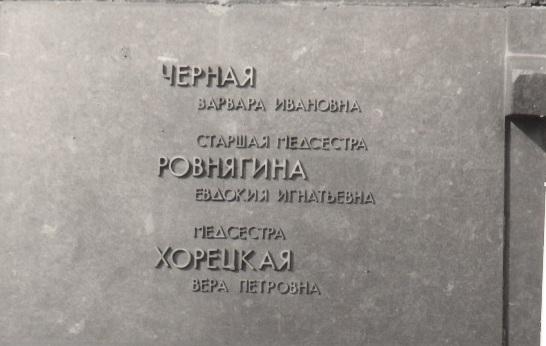 ЧЕРНАЯ
ВАРВАРА ИВАНОВНА
СТАРШАЯ МЕДСЕСТРА
РОВНЯГИНА
ЕВДОКИЯ ИГНАТЬЕВНА
МЕДСЕСТРА
ХОРЕЦКАЯ
ВЕРА ПЕТРОВНА